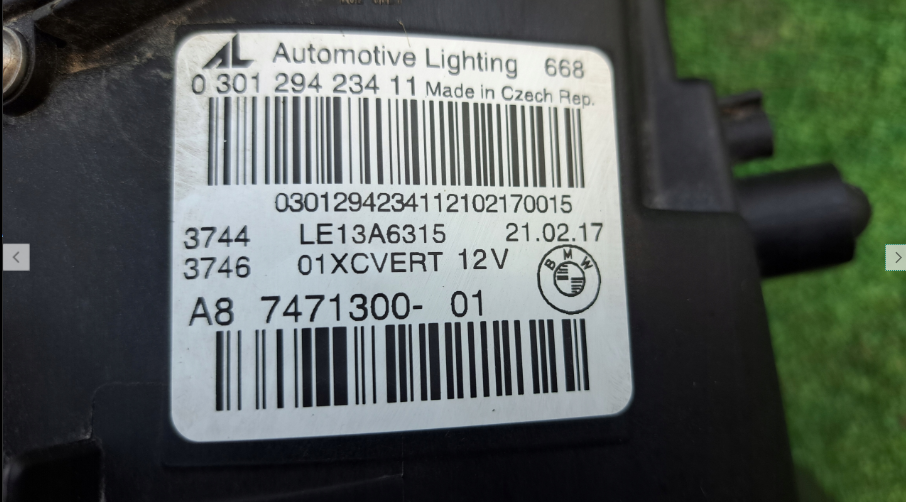 AL Automotive Lighting 668
0 301 294 234 11 Made in Czech Rep.
0301294234112102170015
3744 LE13A6315 21.02.17
3746 01XCVERT 12V
BMW
A8 7471300- 01